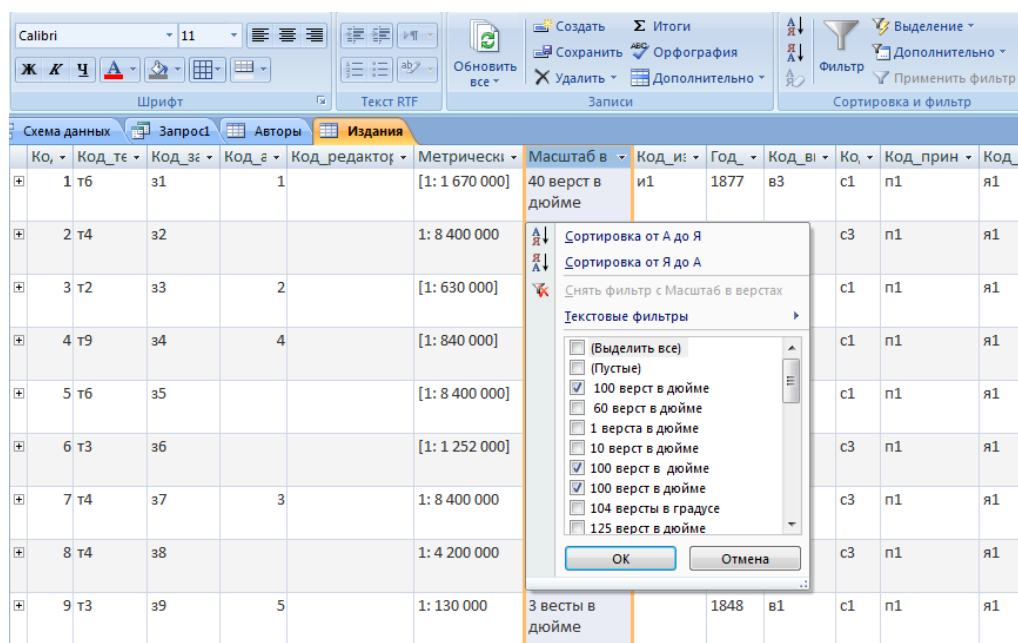 Calibri 11 Создать Σ Итоги Выделение
Ж К Ч А Обновить все Сохранить Орфография Фильтр Дополнительно
Удалить Дополнительно Применить фильтр
Шрифт Текст RTF Записи Сортировка и фильтр
Схема данных Запрос1 Авторы Издания
Ко, Код_те Код_за Код_а Код_редактор Метрически Масштаб в Код_из Год_ Код_вı Ко, Код_прин Код_
1 т6 з1 1 [1: 1 670 000] 40 верст в дюйме и1 1877 в3 с1 п1 я1
2 т4 з2 1: 8 400 000 с3 п1 я1
Сортировка от А до Я
Сортировка от Я до А
3 т2 з3 2 [1: 630 000] с1 п1 я1
Снять фильтр с Масштаб в верстах
Текстовые фильтры
4 т9 з4 4 [1: 840 000] с1 п1 я1
(Выделить все)
(Пустые)
5 т6 з5 [1: 8 400 000] с1 п1 я1
100 верст в дюйме
60 верст в дюйме
1 верста в дюйме
6 т3 з6 [1: 1 252 000] с3 п1 я1
10 верст в дюйме
100 верст в  дюйме
100 верст в дюйме
7 т4 з7 3 1: 8 400 000 с3 п1 я1
104 версты в градусе
125 верст в дюйме
8 т4 з8 1: 4 200 000 с3 п1 я1
ОК Отмена
9 т3 з9 5 1: 130 000 3 весты в дюйме 1848 в1 с1 п1 я1